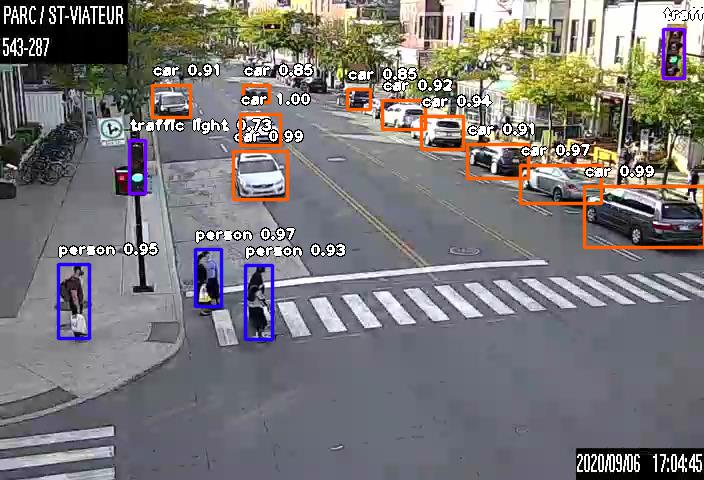 PARC / ST-VIATEUR
543-287
traff
car 0.91
car 0.85
car 0.85
car 0.92
car 1.00
car 0.94
traffic light 0.73
car 0.99
car 0.91
car 0.97
car 0.99
person 0.95
person 0.97
person 0.93
2020/09/06 17:04:45